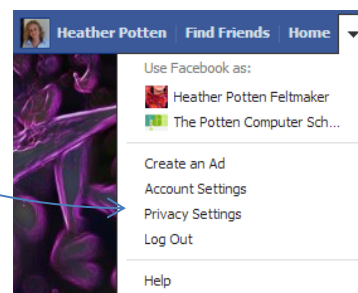 Heather Potten Find Friends Home
Use Facebook as:
Heather Potten Feltmaker
The Potten Computer Sch...
Create an Ad
Account Settings
Privacy Settings
Log Out
Help